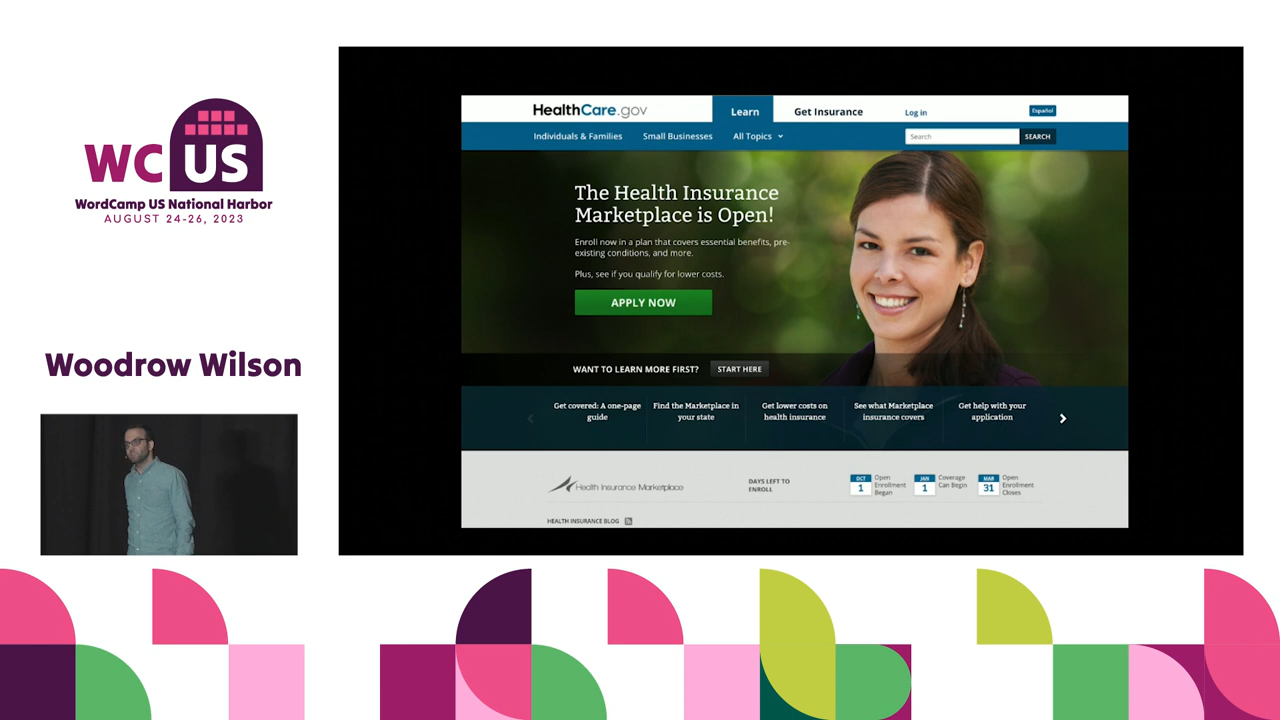 WC US
WordCamp US National Harbor
AUGUST 24-26, 2023
Woodrow Wilson
HealthCare.gov
Learn
Get Insurance
Log in
Español
Individuals & Families
Small Businesses
All Topics
Search
SEARCH
The Health Insurance
Marketplace is Open!
Enroll now in a plan that covers essential benefits, pre-
existing conditions, and more.
Plus, see if you qualify for lower costs.
APPLY NOW
WANT TO LEARN MORE FIRST?
START HERE
Get covered: A one-page
guide
Find the Marketplace in
your state
Get lower costs on
health insurance
See what Marketplace
insurance covers
Get help with your
application
Health Insurance Marketplace
DAYS LEFT TO
ENROLL
OCT
1
Open
Enrollment
Began
JAN
1
Coverage
Can Begin
MAR
31
Open
Enrollment
Closes
HEALTH INSURANCE BLOG